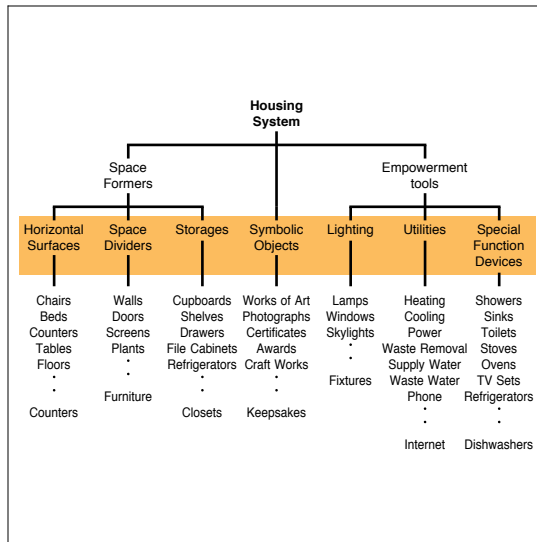 Housing
System
Space
Formers
Empowerment
tools
Horizontal
Surfaces
Space
Dividers
Storages
Symbolic
Objects
Lighting
Utilities
Special
Function
Devices
Chairs
Beds
Counters
Tables
Floors
.
.
Counters
Walls
Doors
Screens
Plants
.
.
Furniture
Cupboards
Shelves
Drawers
File Cabinets
Refrigerators
.
.
Closets
Works of Art
Photographs
Certificates
Awards
Craft Works
.
.
Keepsakes
Lamps
Windows
Skylights
.
.
Fixtures
Heating
Cooling
Power
Waste Removal
Supply Water
Waste Water
Phone
.
.
Internet
Showers
Sinks
Toilets
Stoves
Ovens
TV Sets
Refrigerators
.
.
Dishwashers